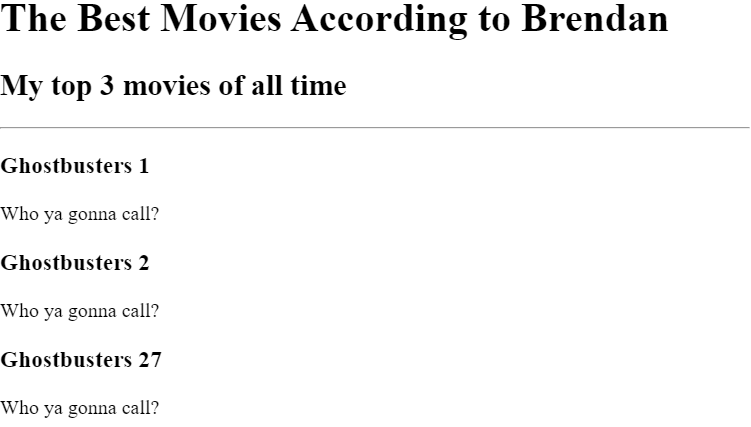 The Best Movies According to Brendan
My top 3 movies of all time
Ghostbusters 1
Who ya gonna call?
Ghostbusters 2
Who ya gonna call?
Ghostbusters 27
Who ya gonna call?